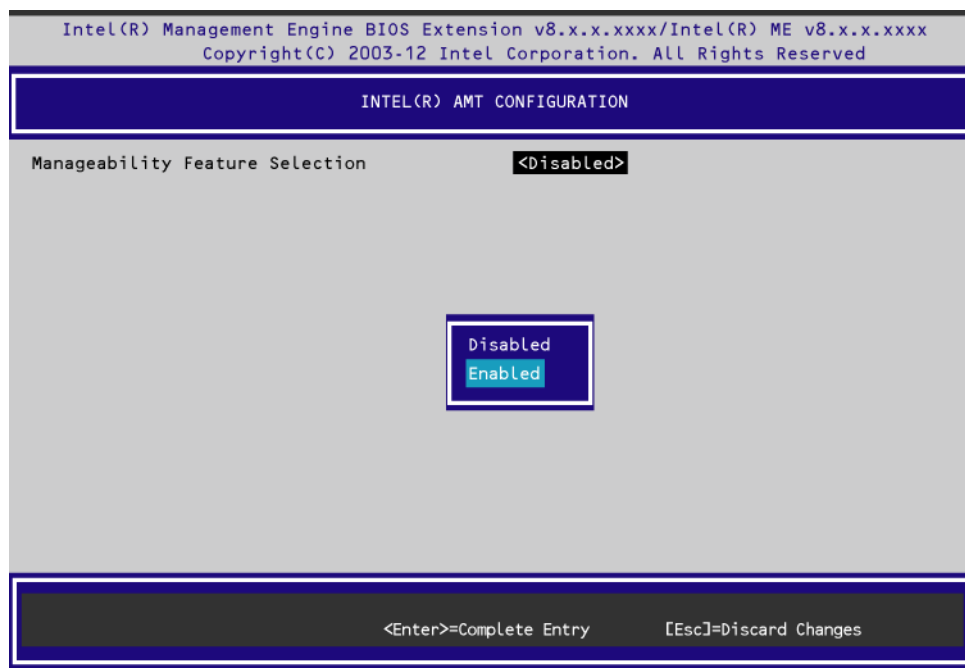 Intel(R) Management Engine BIOS Extension v8.x.x.xxxx/Intel(R) ME v8.x.x.xxxx
Copyright(C) 2003-12 Intel Corporation. All Rights Reserved
INTEL(R) AMT CONFIGURATION
Manageability Feature Selection <Disabled>
Disabled
Enabled
<Enter>=Complete Entry [Esc]=Discard Changes